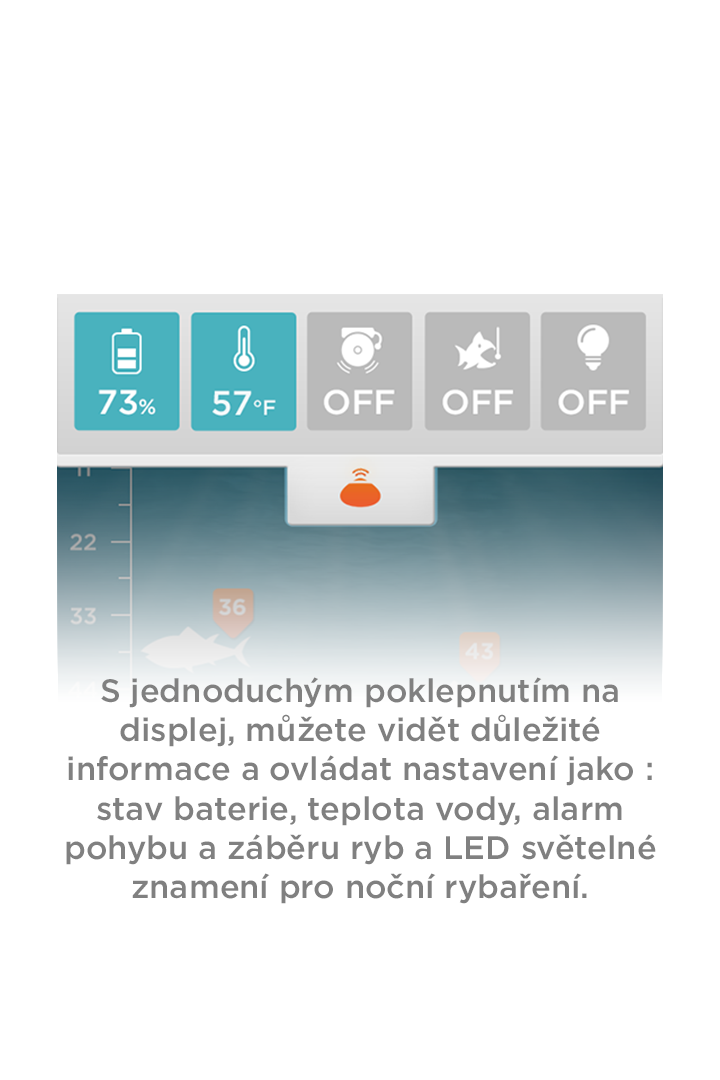 73% 57°F OFF OFF OFF
22
36
33
43
S jednoduchým poklepnutím na
displej, můžete vidět důležité
informace a ovládat nastavení jako :
stav baterie, teplota vody, alarm
pohybu a záběru ryb a LED světelné
znamení pro noční rybaření.